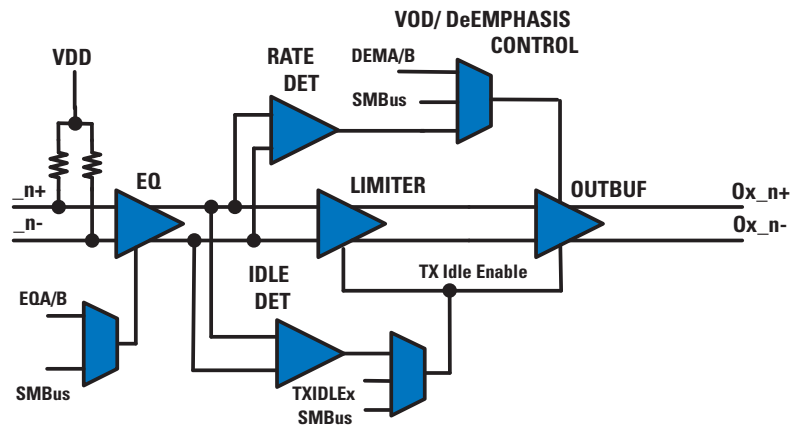 VOD/ DeEMPHASIS
CONTROL
RATE
DET
DEMA/B
VDD
SMBus
EQ
LIMITER
OUTBUF
_n+
Ox_n+
_n-
Ox_n-
IDLE
DET
TX Idle Enable
EQA/B
SMBus
TXIDLEx
SMBus